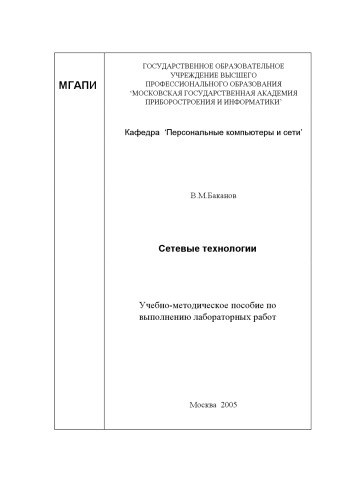 МГАПИ
ГОСУДАРСТВЕННОЕ ОБРАЗОВАТЕЛЬНОЕ
УЧРЕЖДЕНИЕ ВЫСШЕГО
ПРОФЕССИОНАЛЬНОГО ОБРАЗОВАНИЯ
‘МОСКОВСКАЯ ГОСУДАРСТВЕННАЯ АКАДЕМИЯ
ПРИБОРОСТРОЕНИЯ И ИНФОРМАТИКИ’
Кафедра ‘Персональные компьютеры и сети’
В.М.Баканов
Сетевые технологии
Учебно-методическое пособие по
выполнению лабораторных работ
Москва 2005